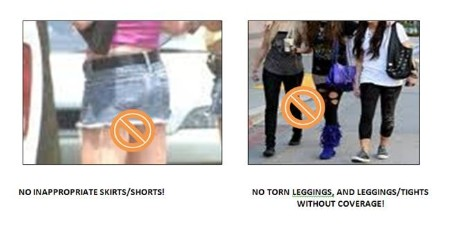 NO INAPPROPRIATE SKIRTS/SHORTS!
NO TORN LEGGINGS, AND LEGGINGS/TIGHTS
WITHOUT COVERAGE!